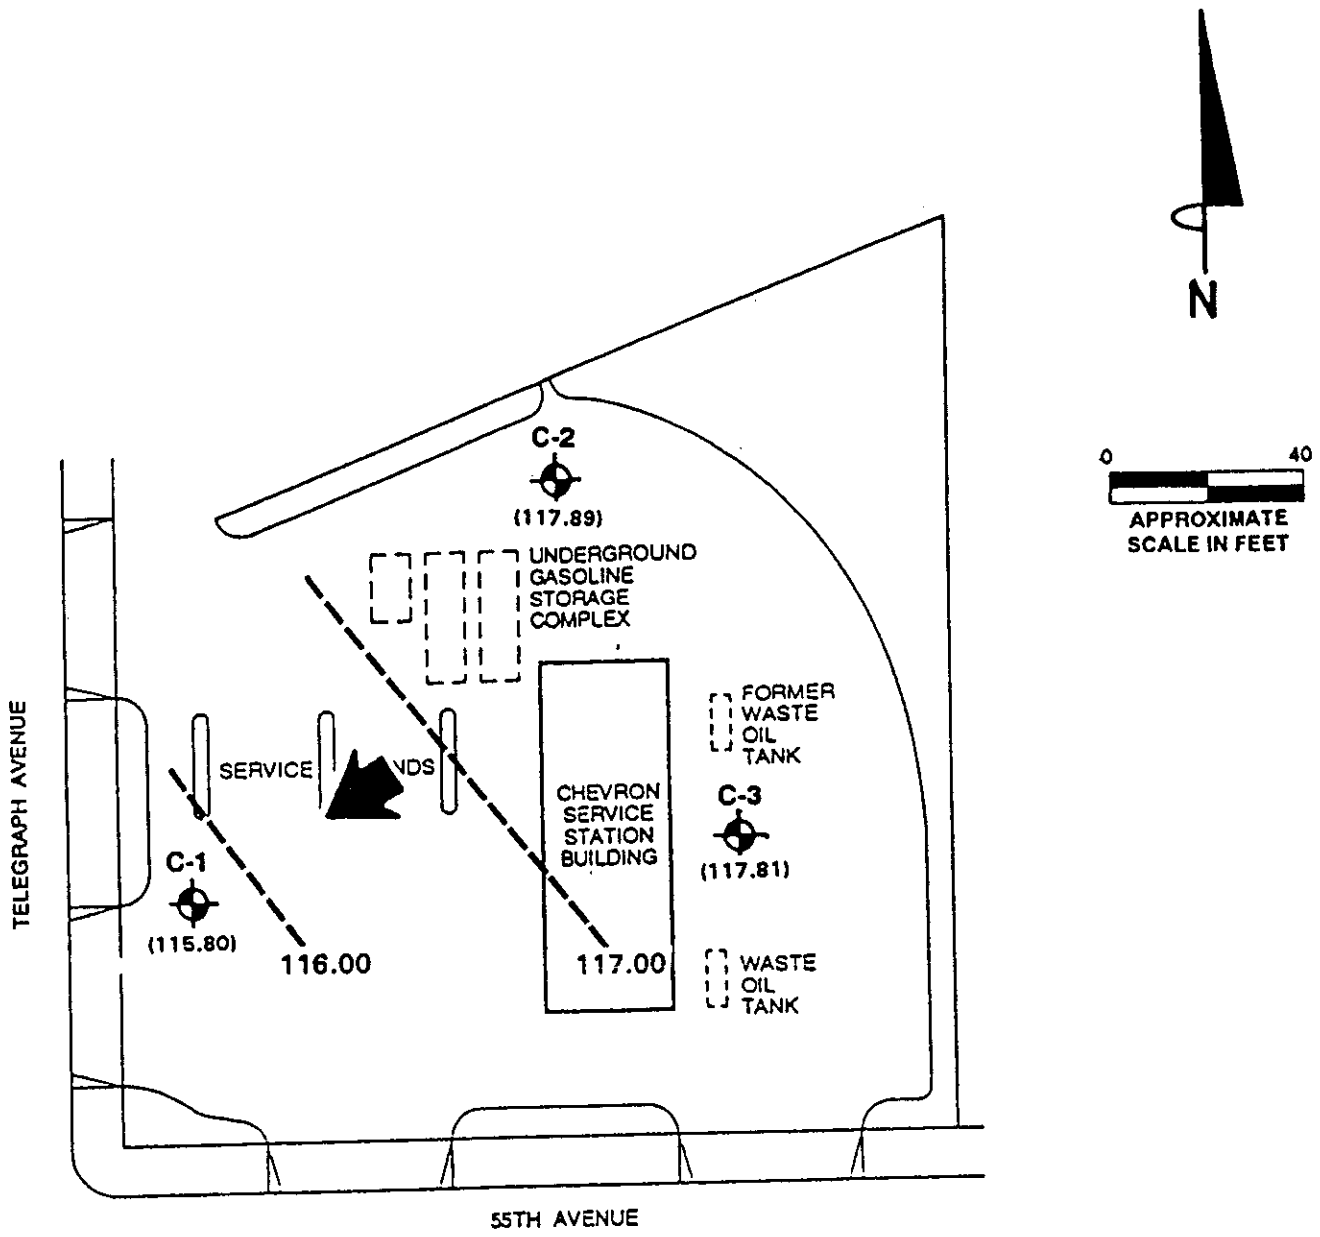 N
0 40
APPROXIMATE
SCALE IN FEET
C-2
(117.89)
UNDERGROUND
GASOLINE
STORAGE
COMPLEX
FORMER
WASTE
OIL
TANK
SERVICE NDS
CHEVRON
SERVICE
STATION
BUILDING
C-3
(117.81)
C-1
(115.80)
116.00
117.00
WASTE
OIL
TANK
TELEGRAPH AVENUE
55TH AVENUE